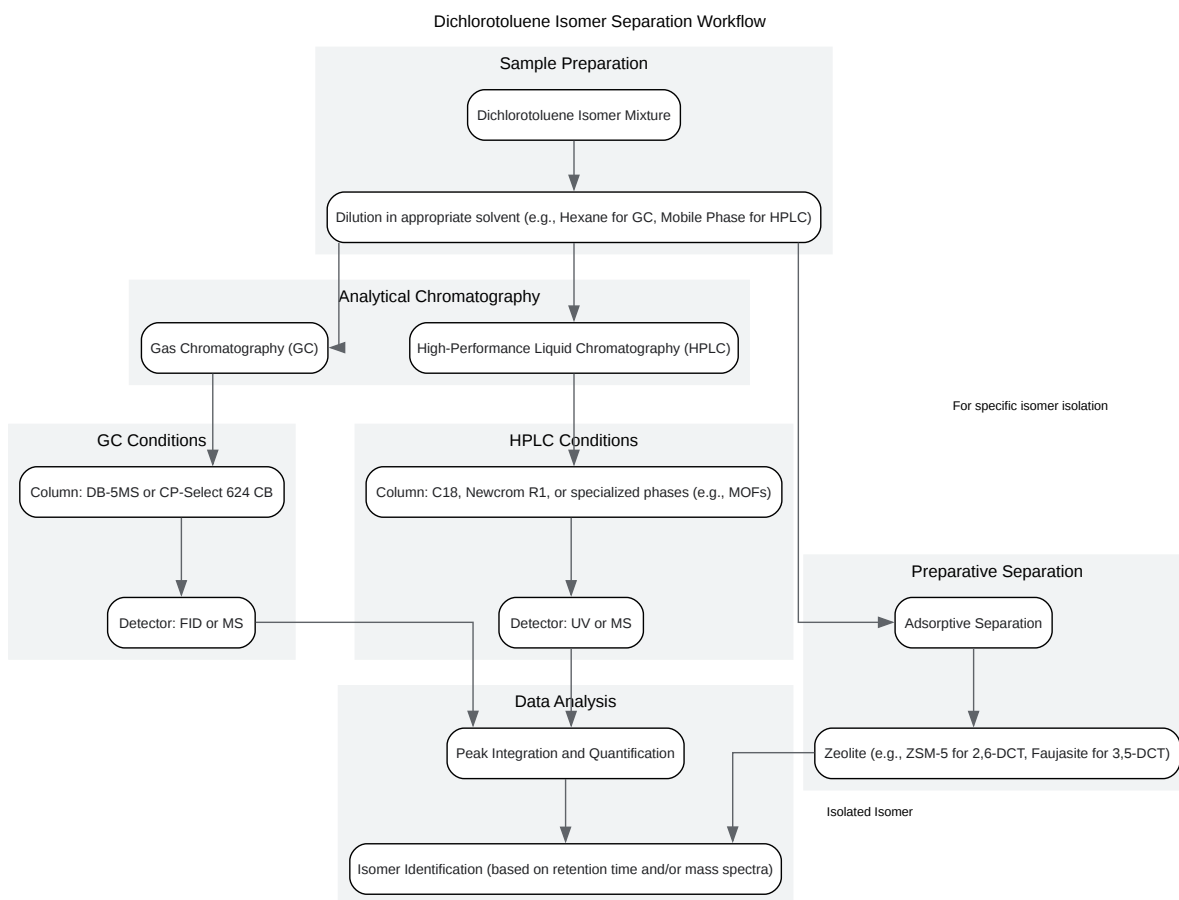 Dichlorotoluene Isomer Separation Workflow
Sample Preparation
Dichlorotoluene Isomer Mixture
Dilution in appropriate solvent (e.g., Hexane for GC, Mobile Phase for HPLC)
Analytical Chromatography
Gas Chromatography (GC)
High-Performance Liquid Chromatography (HPLC)
For specific isomer isolation
GC Conditions
HPLC Conditions
Column: DB-5MS or CP-Select 624 CB
Column: C18, Newcrom R1, or specialized phases (e.g., MOFs)
Preparative Separation
Detector: FID or MS
Detector: UV or MS
Adsorptive Separation
Data Analysis
Peak Integration and Quantification
Zeolite (e.g., ZSM-5 for 2,6-DCT, Faujasite for 3,5-DCT)
Isolated Isomer
Isomer Identification (based on retention time and/or mass spectra)